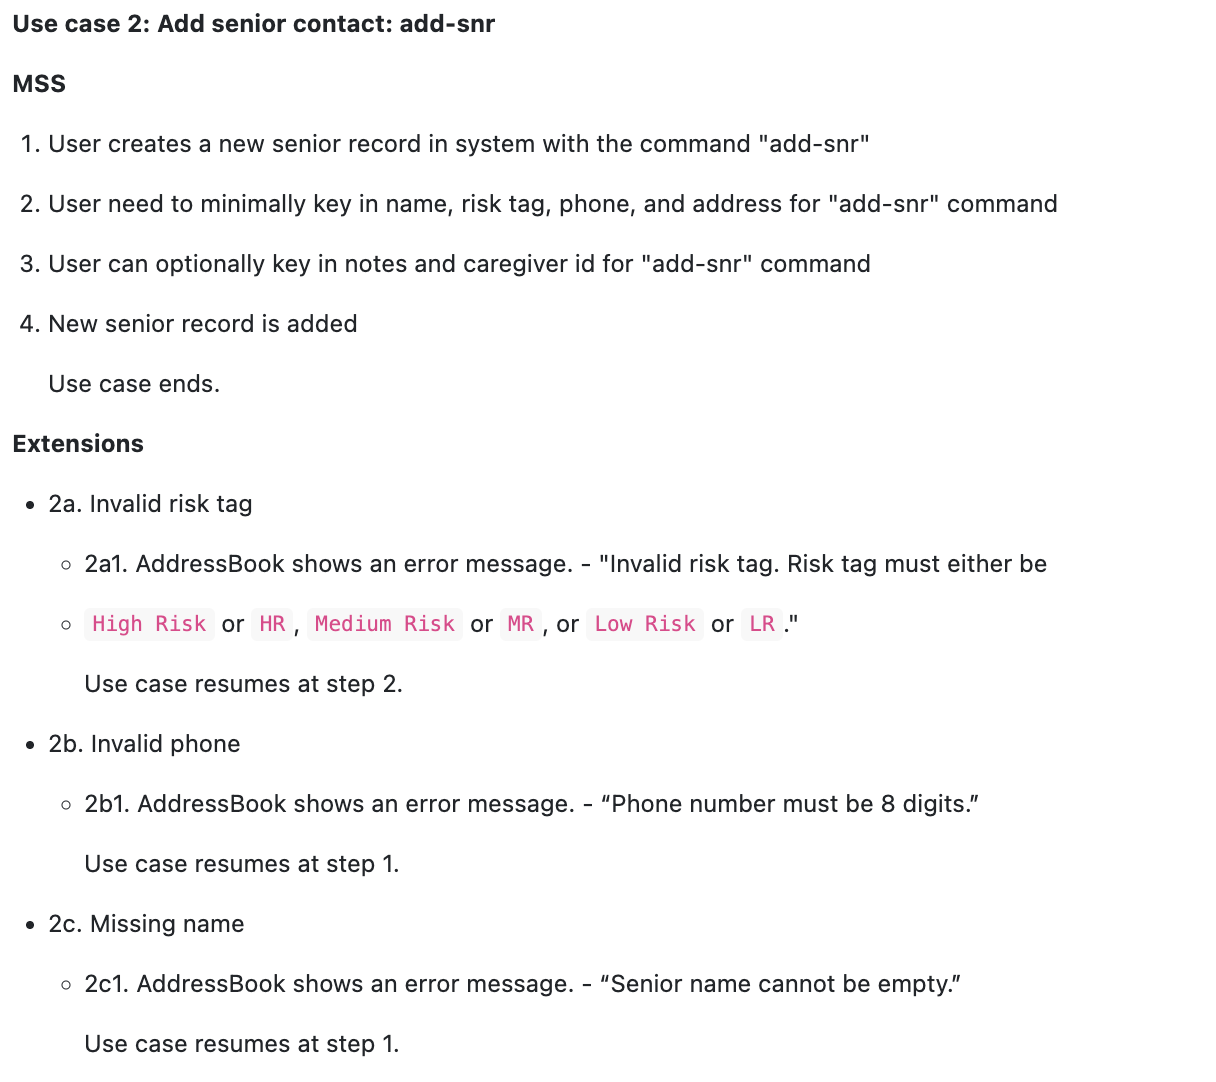 Use case 2: Add senior contact: add-snr
MSS
1. User creates a new senior record in system with the command "add-snr"
2. User need to minimally key in name, risk tag, phone, and address for "add-snr" command
3. User can optionally key in notes and caregiver id for "add-snr" command
4. New senior record is added
Use case ends.
Extensions
• 2a. Invalid risk tag
◦ 2a1. AddressBook shows an error message. - "Invalid risk tag. Risk tag must either be
◦ High Risk or HR, Medium Risk or MR, or Low Risk or LR."
Use case resumes at step 2.
• 2b. Invalid phone
◦ 2b1. AddressBook shows an error message. - “Phone number must be 8 digits.”
Use case resumes at step 1.
• 2c. Missing name
◦ 2c1. AddressBook shows an error message. - “Senior name cannot be empty.”
Use case resumes at step 1.